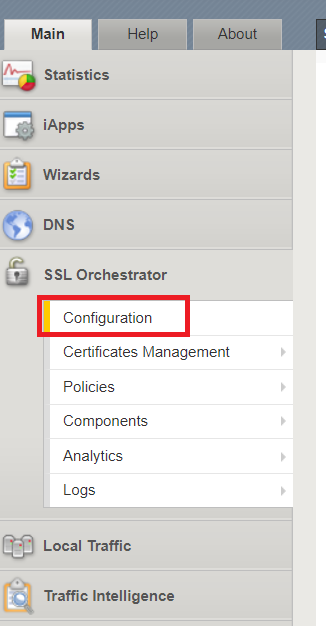 Main Help About
Statistics
iApps
Wizards
DNS
SSL Orchestrator
Configuration
Certificates Management
Policies
Components
Analytics
Logs
Local Traffic
Traffic Intelligence